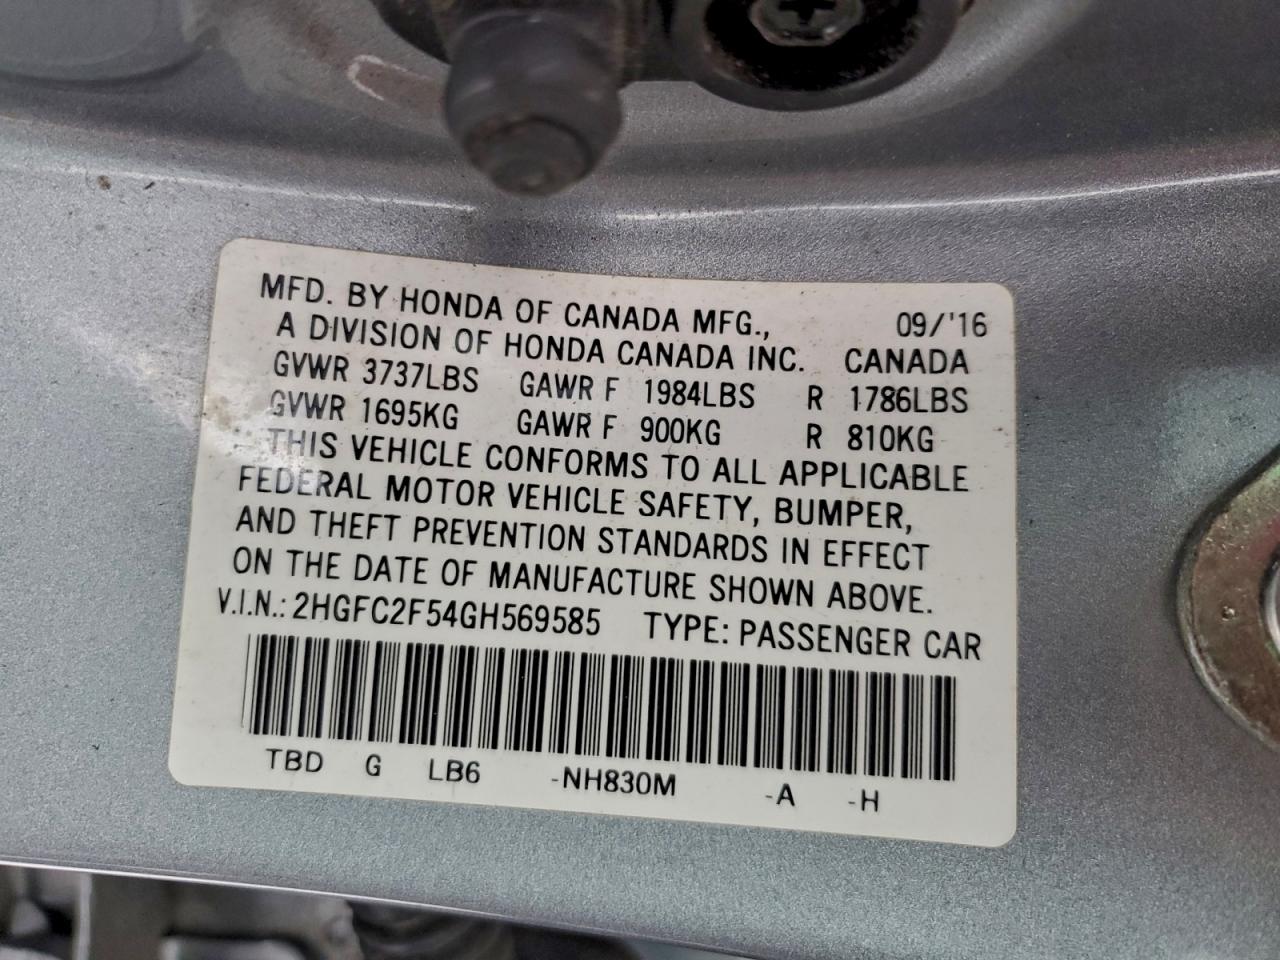 MFD. BY HONDA OF CANADA MFG., 09/'16
A DIVISION OF HONDA CANADA INC. CANADA
GVWR 3737LBS GAWR F 1984LBS R 1786LBS
GVWR 1695KG GAWR F 900KG R 810KG
THIS VEHICLE CONFORMS TO ALL APPLICABLE
FEDERAL MOTOR VEHICLE SAFETY, BUMPER,
AND THEFT PREVENTION STANDARDS IN EFFECT
ON THE DATE OF MANUFACTURE SHOWN ABOVE.
V.I.N.: 2HGFC2F54GH569585 TYPE: PASSENGER CAR
TBD G LB6 -NH830M -A -H